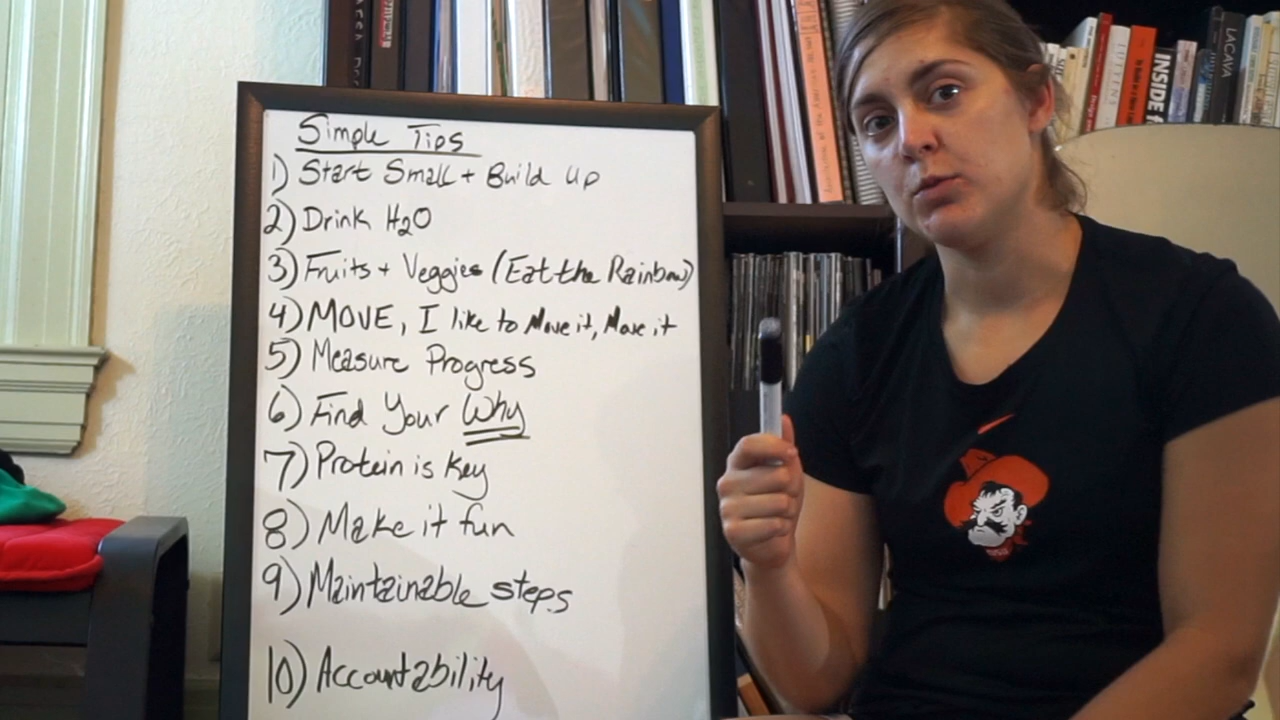 Simple Tips
1) Start Small + Build Up
2) Drink H2O
3) Fruits + Veggies (Eat the Rainbow)
4) MOVE, I like to Move it, Move it
5) Measure Progress
6) Find Your Why
7) Protein is Key
8) Make it fun
9) Maintainable steps
10) Accountability
INSIDE
LACAVA